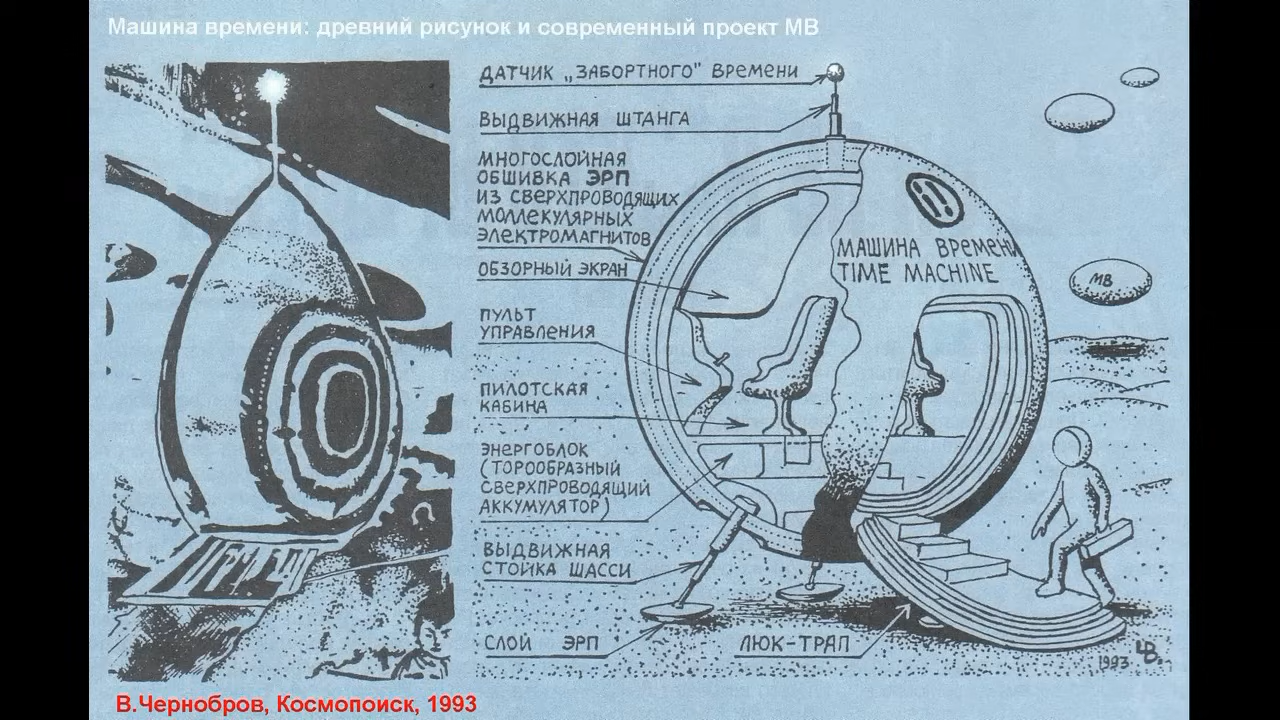 Машина времени: древний рисунок и современный проект МВ
ДАТЧИК „ЗАБОРТНОГО" ВРЕМЕНИ
ВЫДВИЖНАЯ ШТАНГА
МНОГОСЛОЙНАЯ
ОБШИВКА ЭРП
ИЗ СВЕРХПРОВОДЯЩИХ
МОЛЛЕКУЛЯРНЫХ
ЭЛЕКТРОМАГНИТОВ
ОБЗОРНЫЙ ЭКРАН
ПУЛЬТ
УПРАВЛЕНИЯ
ПИЛОТСКАЯ
КАБИНА
ЭНЕРГОБЛОК
(ТОРООБРАЗНЫЙ
СВЕРХПРОВОДЯЩИЙ
АККУМУЛЯТОР)
ВЫДВИЖНАЯ
СТОЙКА ШАССИ
СЛОЙ ЭРП
ЛЮК-ТРАП
МАШИНА ВРЕМЕНИ
TIME MACHINE
МВ
1993 ЧВ.
В.Чернобров, Космопоиск, 1993